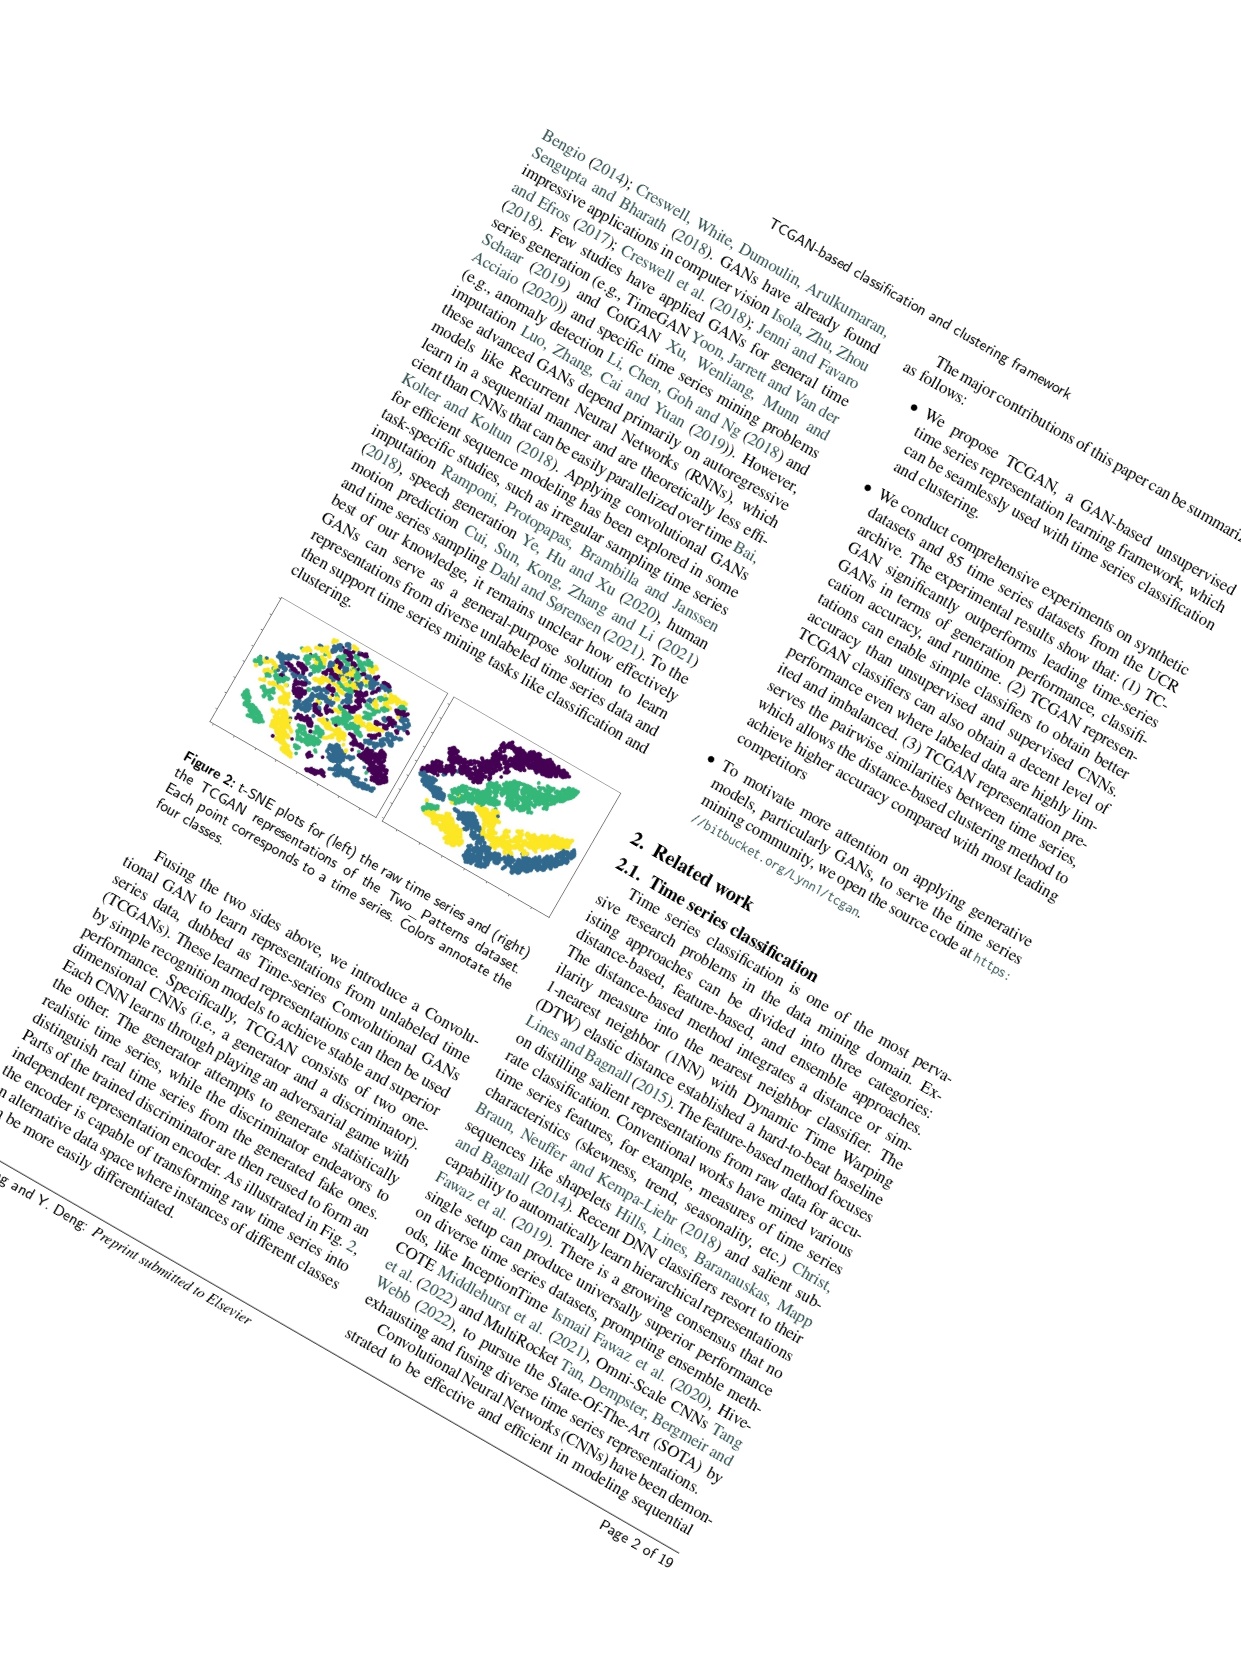 TCGAN-based classification and clustering framework
Bengio (2014); Creswell, White, Dumoulin, Arulkumaran,
Sengupta and Bharath (2018). GANs have already found
impressive applications in computer vision Isola, Zhu, Zhou
and Efros (2017); Creswell et al. (2018); Jenni and Favaro
(2018). Few studies have applied GANs for general time
series generation (e.g., TimeGAN Yoon, Jarrett and Van der
Schaar (2019) and CotGAN Xu, Wenliang, Munn and
Acciaio (2020)) and specific time series mining problems
(e.g., anomaly detection Li, Chen, Goh and Ng (2018) and
imputation Luo, Zhang, Cai and Yuan (2019)). However,
these advanced GANs depend primarily on autoregressive
models like Recurrent Neural Networks (RNNs), which
learn in a sequential manner and are theoretically less effi-
cient than CNNs that can be easily parallelized over time Bai,
Kolter and Koltun (2018). Applying convolutional GANs
for efficient sequence modeling has been explored in some
task-specific studies, such as irregular sampling time series
imputation Ramponi, Protopapas, Brambilla and Janssen
(2018), speech generation Ye, Hu and Xu (2020), human
motion prediction Cui, Sun, Kong, Zhang and Li (2021)
and time series sampling Dahl and Sørensen (2021). To the
best of our knowledge, it remains unclear how effectively
GANs can serve as a general-purpose solution to learn
representations from diverse unlabeled time series data and
then support time series mining tasks like classification and
clustering.
Figure 2: t-SNE plots for (left) the raw time series and (right)
the TCGAN representations of the Two_Patterns dataset.
Each point corresponds to a time series. Colors annotate the
four classes.
Fusing the two sides above, we introduce a Convolu-
tional GAN to learn representations from unlabeled time
series data, dubbed as Time-series Convolutional GANs
(TCGANs). These learned representations can then be used
by simple recognition models to achieve stable and superior
performance. Specifically, TCGAN consists of two one-
dimensional CNNs (i.e., a generator and a discriminator).
Each CNN learns through playing an adversarial game with
the other. The generator attempts to generate statistically
realistic time series, while the discriminator endeavors to
distinguish real time series from the generated fake ones.
Parts of the trained discriminator are then reused to form an
independent representation encoder. As illustrated in Fig. 2,
the encoder is capable of transforming raw time series into
alternative data space where instances of different classes
be more easily differentiated.
The major contributions of this paper can be
as follows:
• We propose TCGAN, a GAN-based unsupervised
time series representation learning framework, which
can be seamlessly used with time series classification
and clustering.
• We conduct comprehensive experiments on synthetic
datasets and 85 time series datasets from the UCR
archive. The experimental results show that: (1) TC-
GAN significantly outperforms leading time-series
GANs in terms of generation performance, classifi-
cation accuracy, and runtime. (2) TCGAN represen-
tations can enable simple classifiers to obtain better
accuracy than unsupervised and supervised CNNs.
TCGAN classifiers can also obtain a decent level of
performance even where labeled data are highly lim-
ited and imbalanced. (3) TCGAN representation pre-
serves the pairwise similarities between time series,
which allows the distance-based clustering method to
achieve higher accuracy compared with most leading
competitors
• To motivate more attention on applying generative
models, particularly GANs, to serve the time series
mining community, we open the source code at https:
//bitbucket.org/Lynn1/tcgan.
2. Related work
2.1. Time series classification
Time series classification is one of the most perva-
sive research problems in the data mining domain. Ex-
isting approaches can be divided into three categories:
distance-based, feature-based, and ensemble approaches.
The distance-based method integrates a distance or sim-
ilarity measure into the nearest neighbor classifier. The
1-nearest neighbor (1NN) with Dynamic Time Warping
(DTW) elastic distance established a hard-to-beat baseline
Lines and Bagnall (2015). The feature-based method focuses
on distilling salient representations from raw data for accu-
rate classification. Conventional works have mined various
time series features, for example, measures of time series
characteristics (skewness, trend, seasonality, etc.) Christ,
Braun, Neuffer and Kempa-Liehr (2018) and salient sub-
sequences like shapelets Hills, Lines, Baranauskas, Mapp
and Bagnall (2014). Recent DNN classifiers resort to their
capability to automatically learn hierarchical representations
Fawaz et al. (2019). There is a growing consensus that no
single setup can produce universally superior performance
on diverse time series datasets, prompting ensemble meth-
ods, like InceptionTime Ismail Fawaz et al. (2020), Hive-
COTE Middlehurst et al. (2021), Omni-Scale CNNs Tang
et al. (2022) and MultiRocket Tan, Dempster, Bergmeir and
Webb (2022), to pursue the State-Of-The-Art (SOTA) by
exhausting and fusing diverse time series representations.
Convolutional Neural Networks (CNNs) have been demon-
strated to be effective and efficient in modeling sequential
and Y. Deng: Preprint submitted to Elsevier
Page 2 of 19